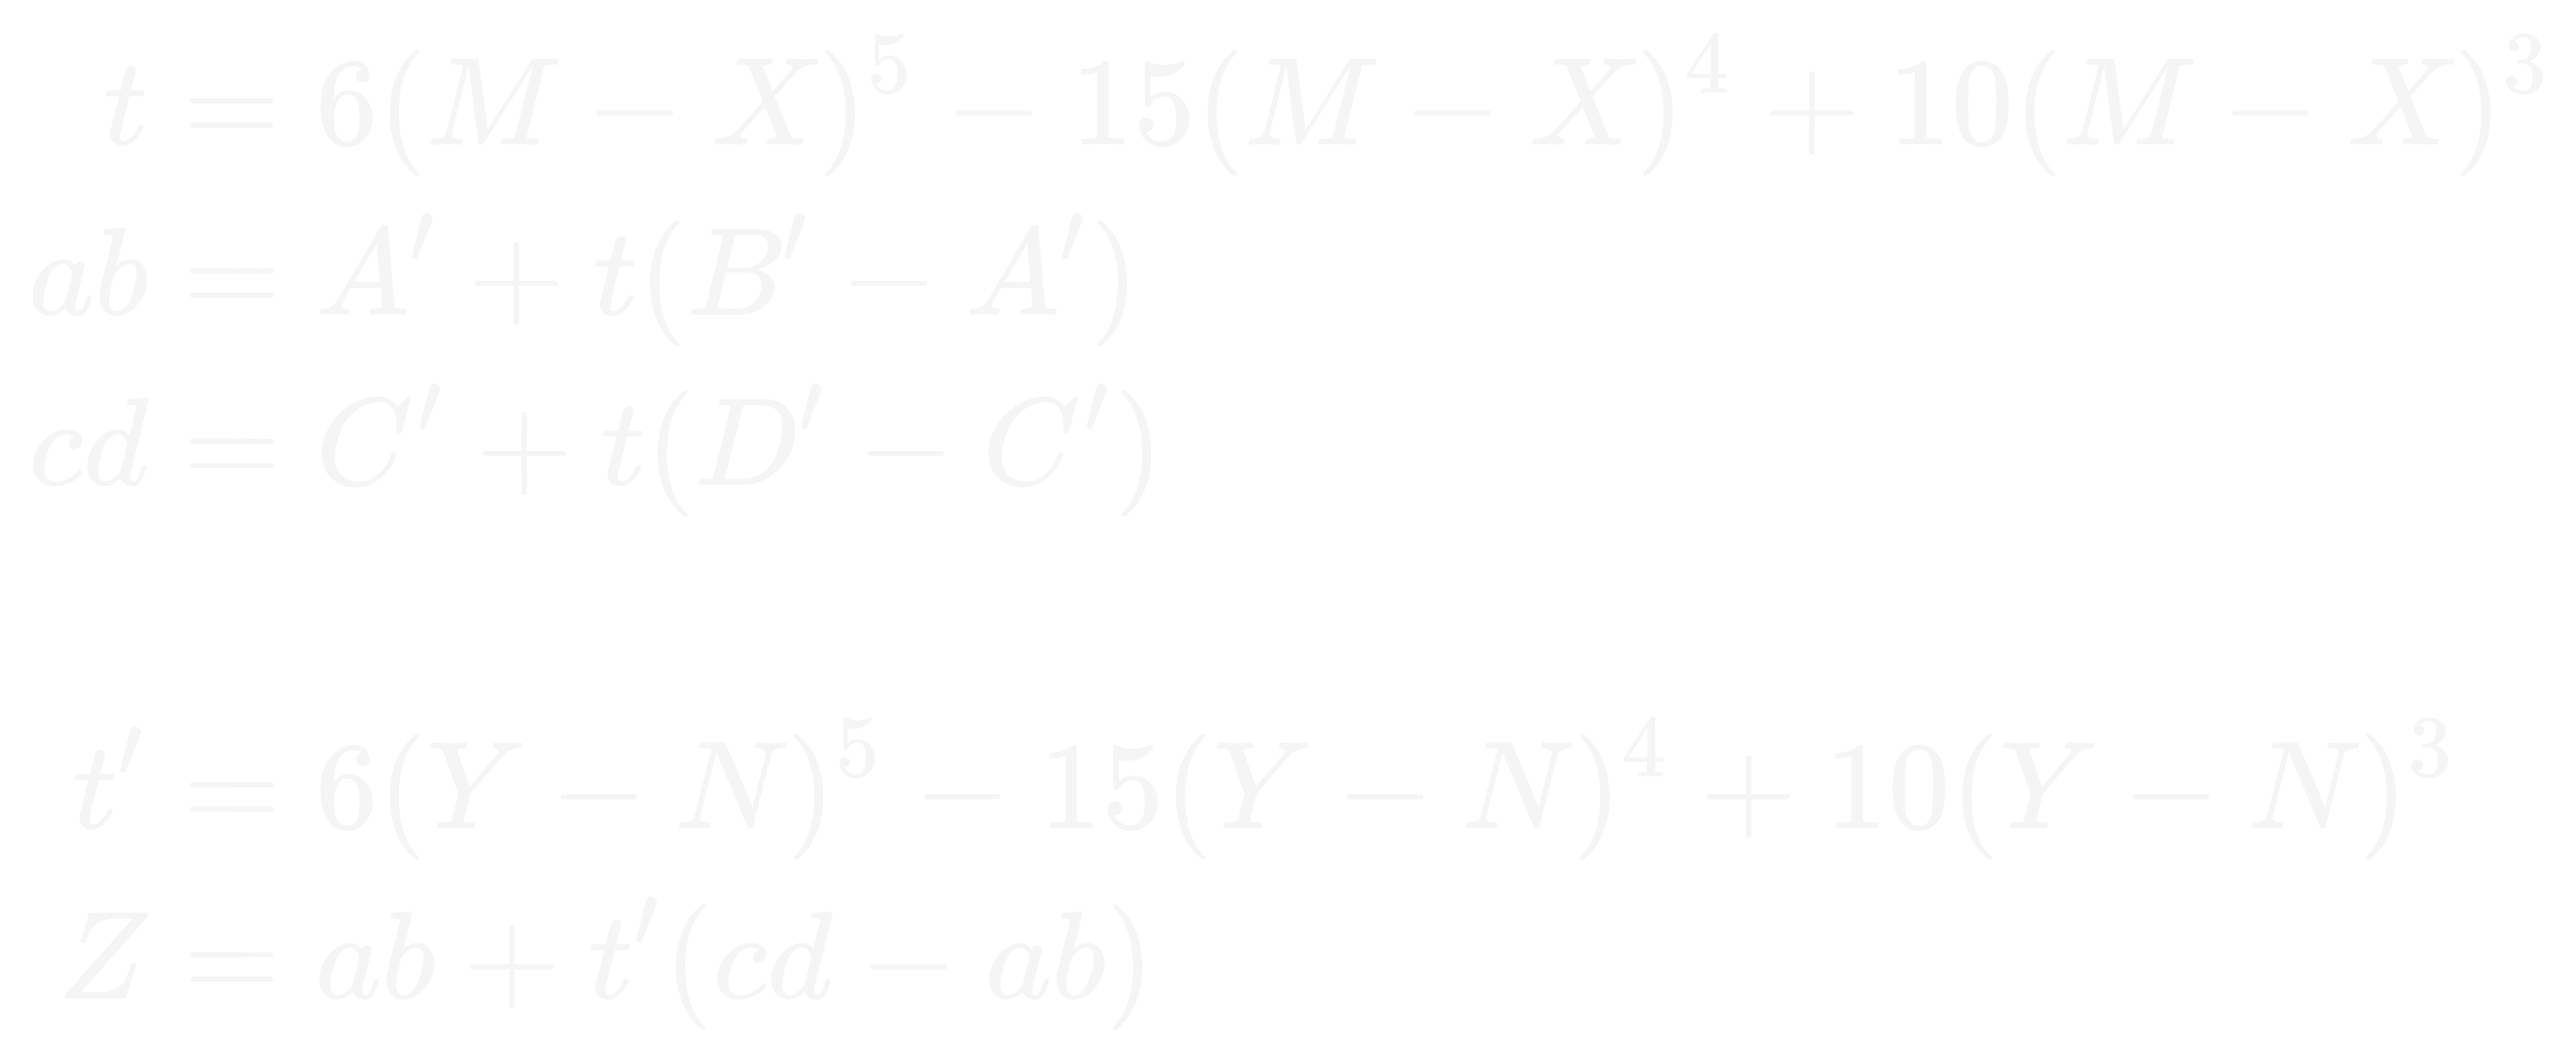 t = 6(M − X)⁵ − 15(M − X)⁴ + 10(M − X)³
ab = A′ + t(B′ − A′)
cd = C′ + t(D′ − C′)
t′ = 6(Y − N)⁵ − 15(Y − N)⁴ + 10(Y − N)³
Z = ab + t′(cd − ab)